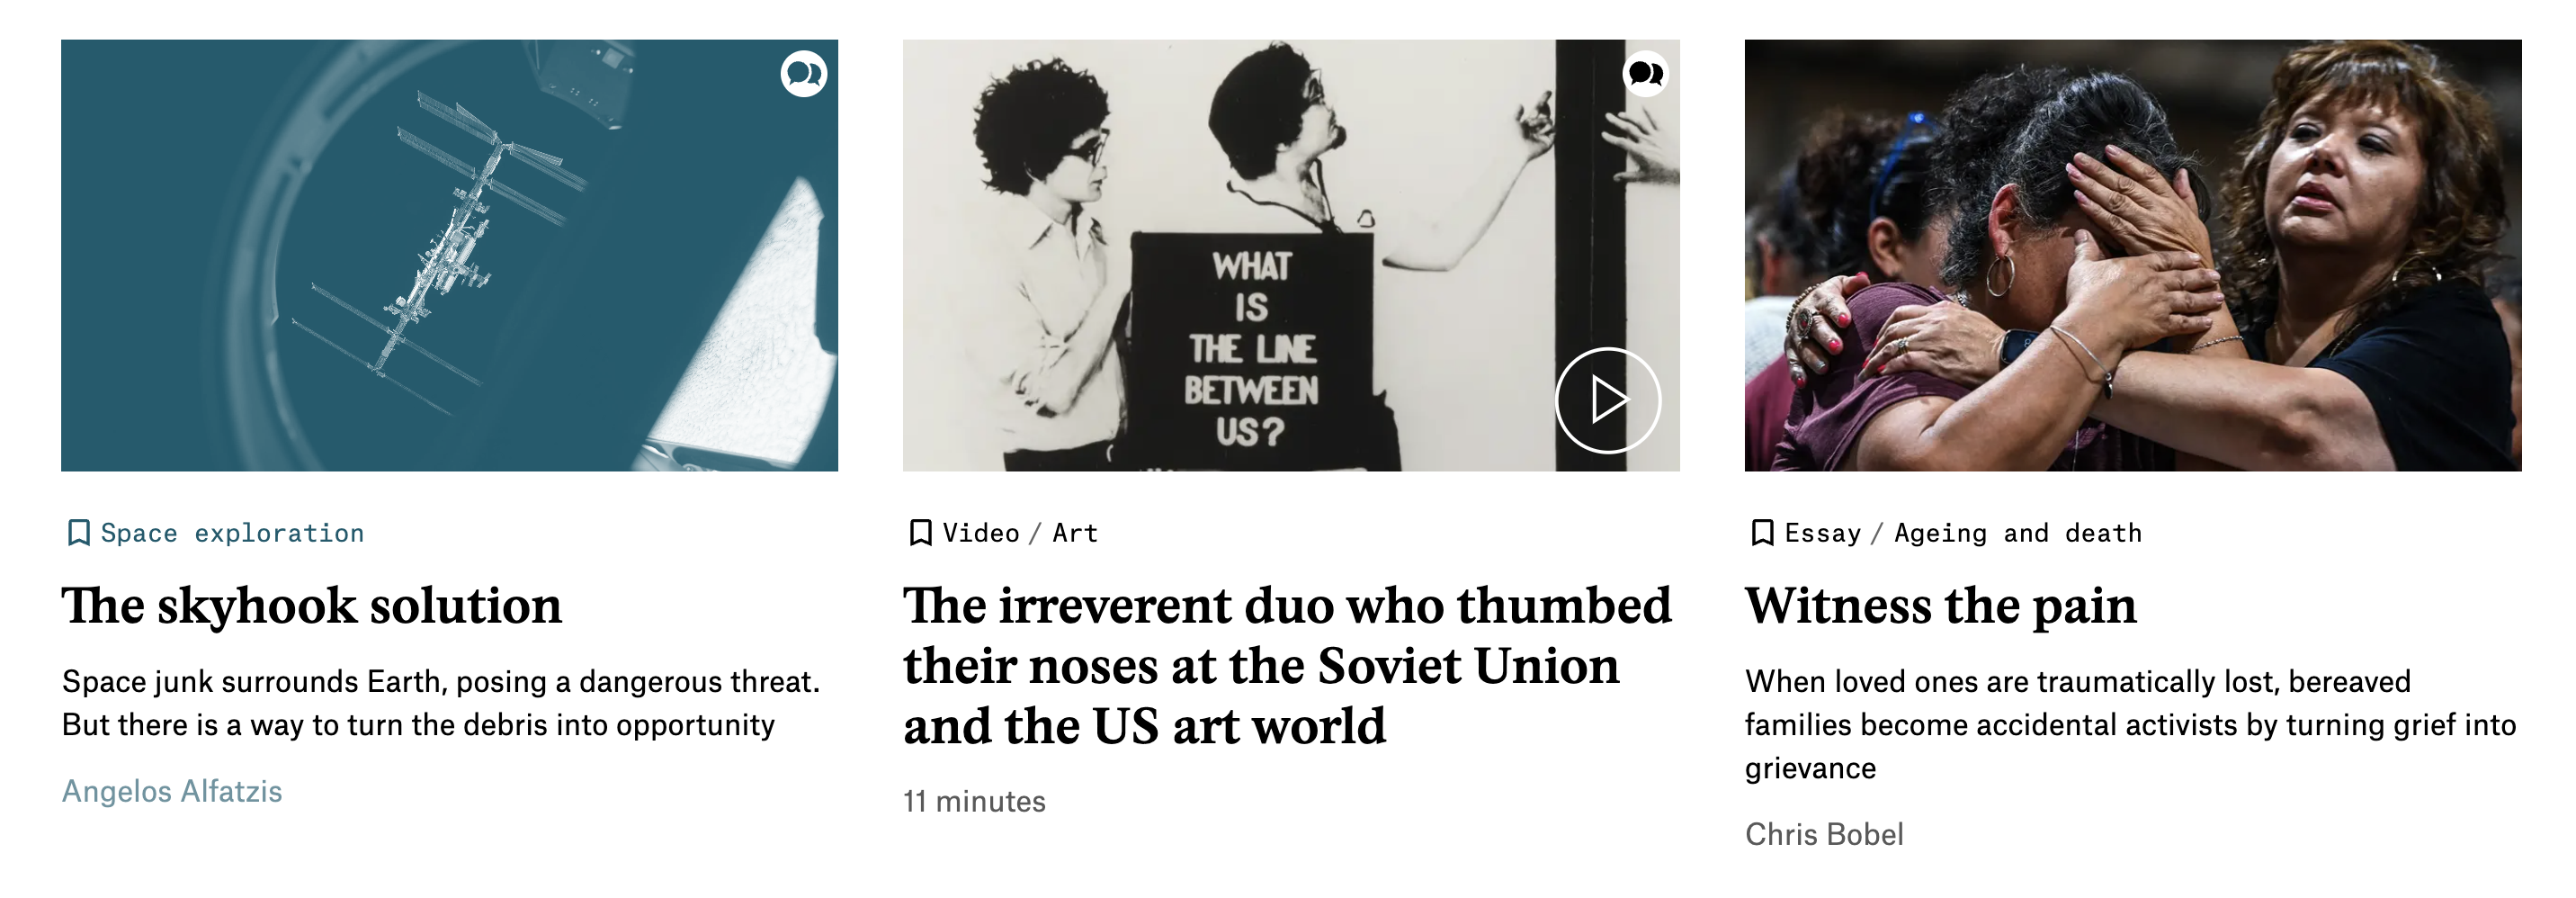 WHAT
IS
THE LINE
BETWEEN
US?
Space exploration
The skyhook solution
Space junk surrounds Earth, posing a dangerous threat.
But there is a way to turn the debris into opportunity
Angelos Alfatzis
Video / Art
The irreverent duo who thumbed
their noses at the Soviet Union
and the US art world
11 minutes
Essay / Ageing and death
Witness the pain
When loved ones are traumatically lost, bereaved
families become accidental activists by turning grief into
grievance
Chris Bobel